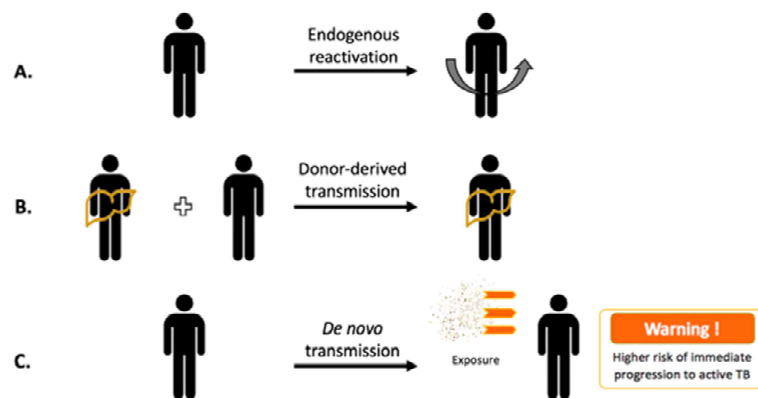 Endogenous
reactivation
A.
Donor-derived
transmission
B.
De novo
transmission
C.
Exposure
Warning !
Higher risk of immediate
progression to active TB